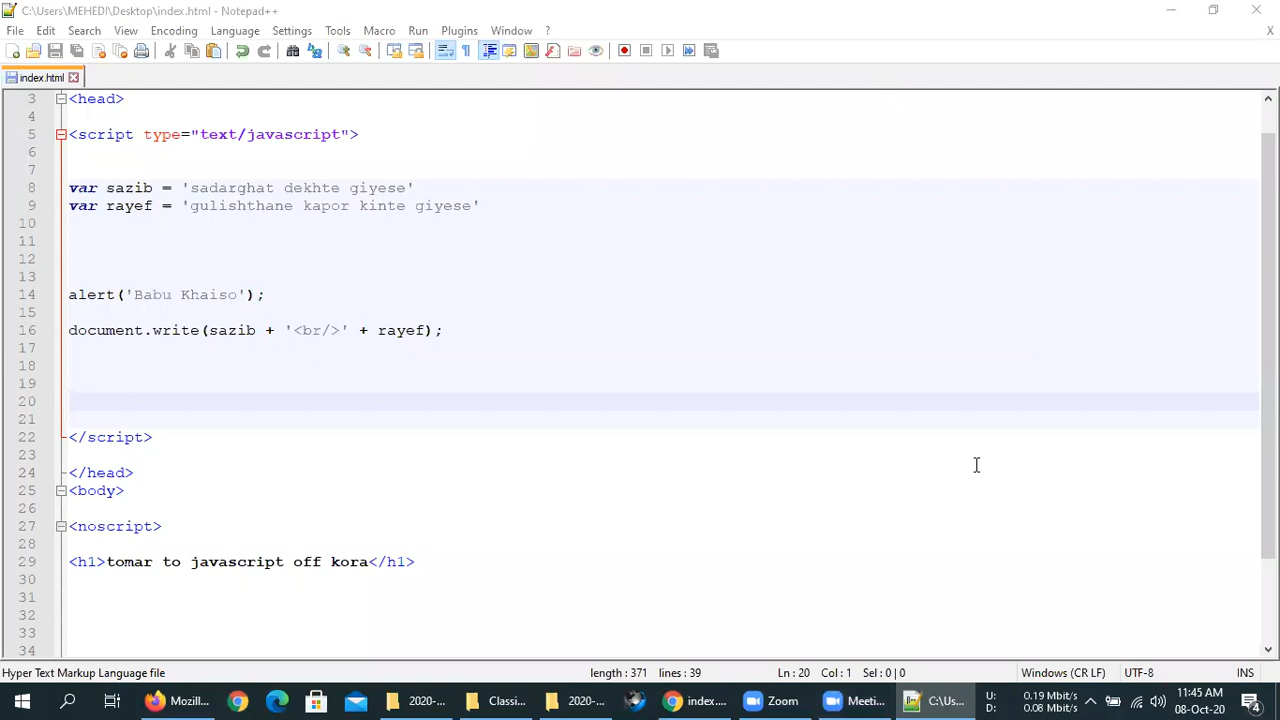 C:\Users\MEHEDI\Desktop\index.html - Notepad++
File Edit Search View Encoding Language Settings Tools Macro Run Plugins Window ? X
index.html
3 <head>
4
5 <script type="text/javascript">
6
7
8 var sazib = 'sadarghat dekhte giyese'
9 var rayef = 'gulishthane kapor kinte giyese'
10
11
12
13
14 alert('Babu Khaiso');
15
16 document.write(sazib + '<br/>' + rayef);
17
18
19
20
21
22 </script>
23
24 </head>
25 <body>
26
27 <noscript>
28
29 <h1>tomar to javascript off kora</h1>
30
31
32
33
34
Hyper Text Markup Language file length : 371 lines : 39 Ln : 20 Col : 1 Sel : 0 | 0 Windows (CR LF) UTF-8 INS
Mozill... 2020-... Classi... 2020-... index.... Zoom Meeti... C:\Us... U: 0.19 Mbit/s 11:45 AM
D: 0.08 Mbit/s 08-Oct-20 4